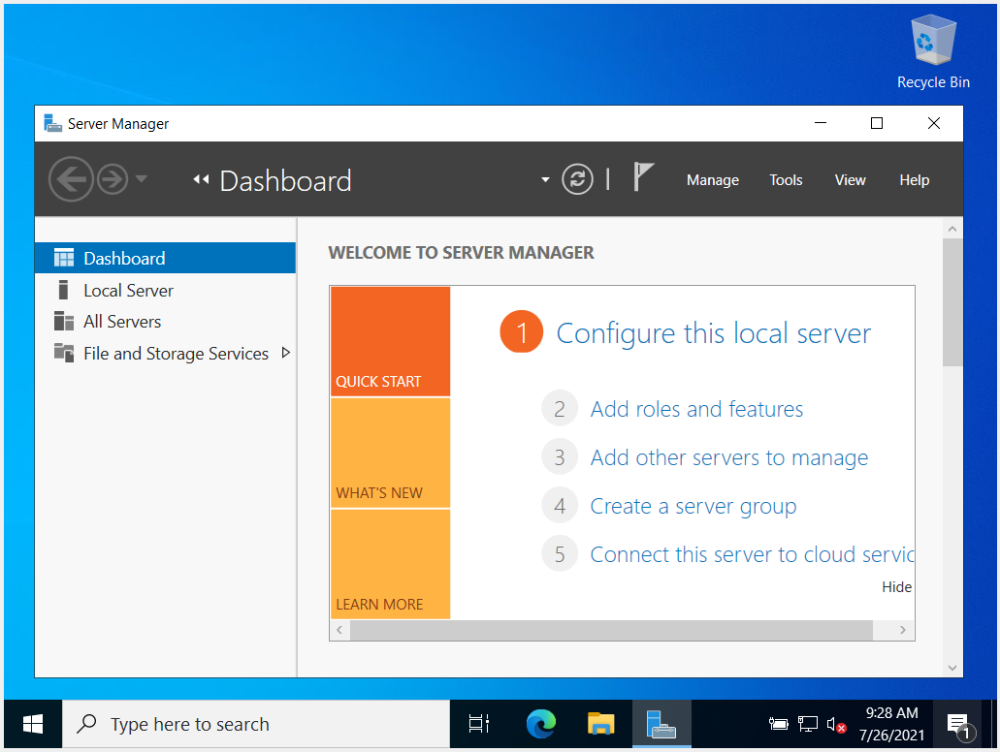 Recycle Bin
Server Manager
Dashboard
Manage Tools View Help
Dashboard
Local Server
All Servers
File and Storage Services
WELCOME TO SERVER MANAGER
QUICK START
WHAT'S NEW
LEARN MORE
1 Configure this local server
2 Add roles and features
3 Add other servers to manage
4 Create a server group
5 Connect this server to cloud servic
Hide
Type here to search
9:28 AM
7/26/2021
1